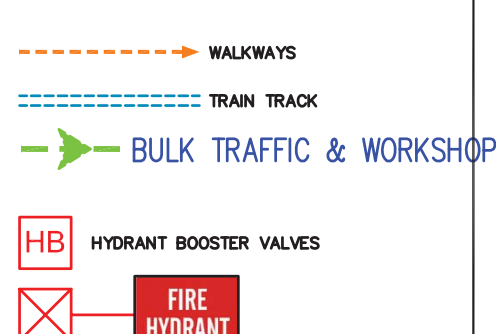 WALKWAYS
TRAIN TRACK
BULK TRAFFIC & WORKSHOP
HB HYDRANT BOOSTER VALVES
FIRE
HYDRANT